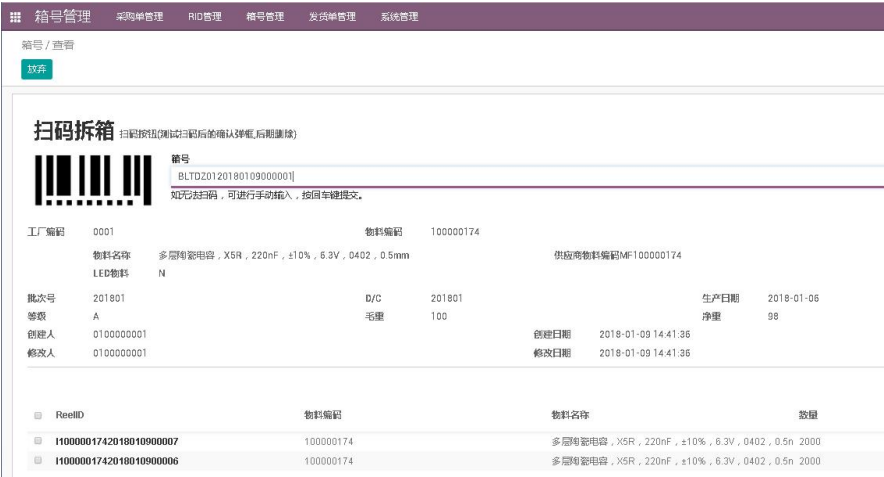 箱号管理 采购单管理 RID管理 箱号管理 发货单管理 系统管理
箱号 / 查看
放弃
扫码拆箱 扫码按钮(测试扫码后的确认弹框,后期删除)
箱号
BLTDZ0120180109000001
如无法扫码，可进行手动输入，按回车键提交。
工厂编码 0001 物料编码 100000174
物料名称 多层陶瓷电容，X5R，220nF，±10%，6.3V，0402，0.5mm 供应商物料编码MF100000174
LED物料 N
批次号 201801 D/C 201801 生产日期 2018-01-06
等级 A 毛重 100 净重 98
创建人 0100000001 创建日期 2018-01-09 14:41:36
修改人 0100000001 修改日期 2018-01-09 14:41:36
ReelID 物料编码 物料名称 数量
I1000001742018010900007 100000174 多层陶瓷电容，X5R，220nF，±10%，6.3V，0402，0.5n 2000
I1000001742018010900006 100000174 多层陶瓷电容，X5R，220nF，±10%，6.3V，0402，0.5n 2000